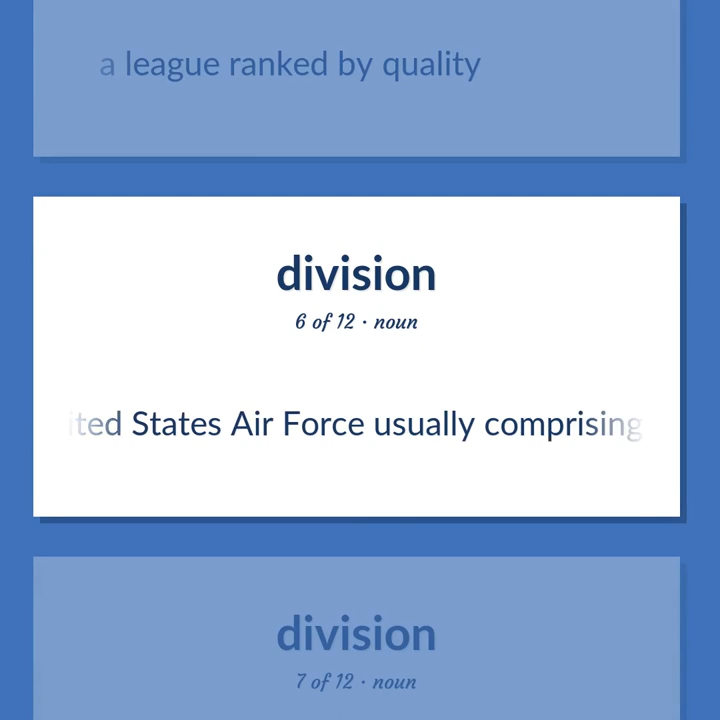 a league ranked by quality
division
6 of 12 · noun
States Air Force usually comprising
division
7 of 12 · noun